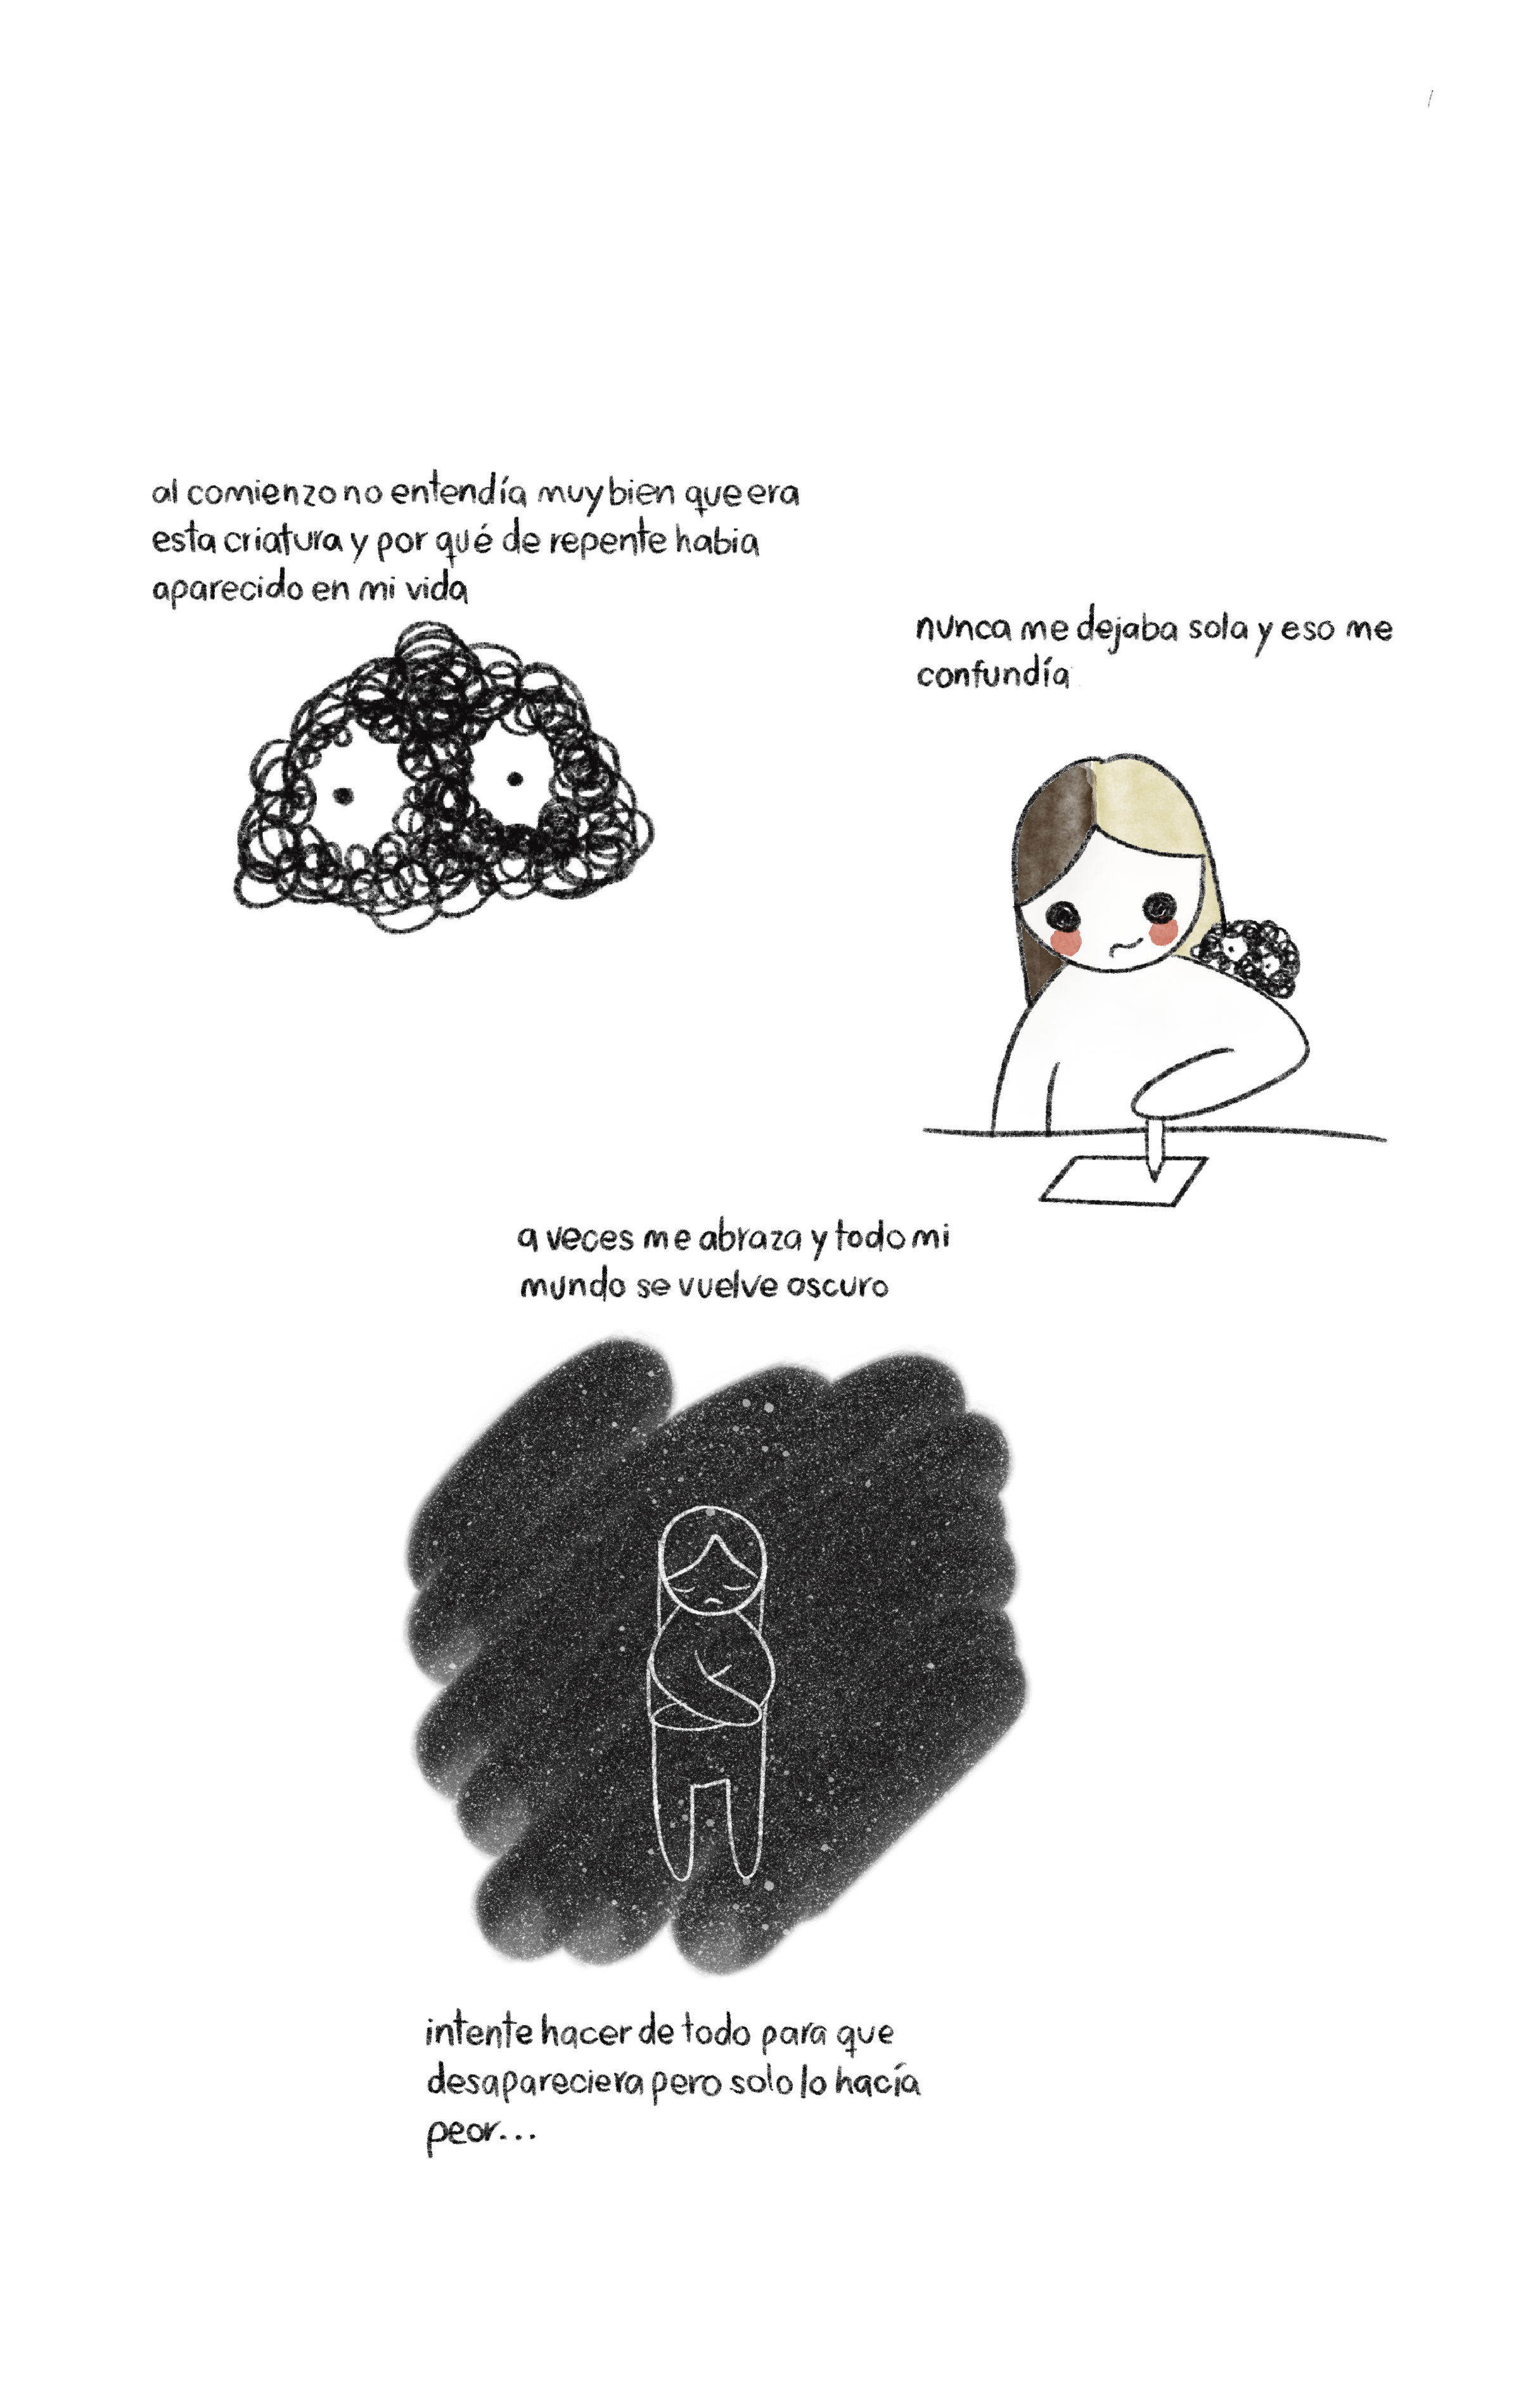 al comienzo no entendía muy bien que era
esta criatura y por qué de repente habia
aparecido en mi vida
nunca me dejaba sola y eso me
confundía
a veces me abraza y todo mi
mundo se vuelve oscuro
intente hacer de todo para que
desapareciera pero solo lo hacía
peor...